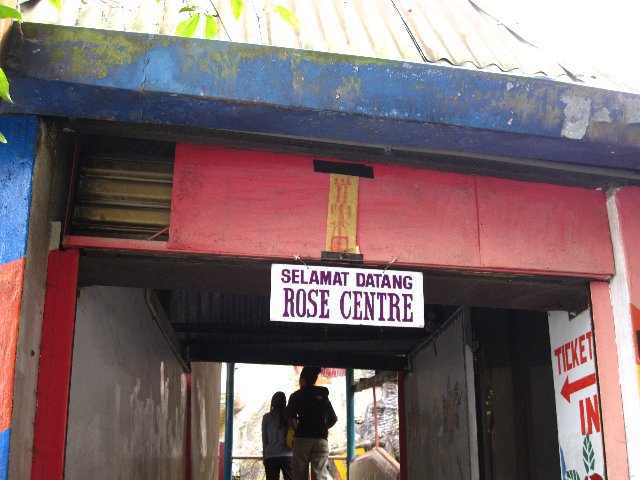 SELAMAT DATANG
ROSE CENTRE
TICKET
IN